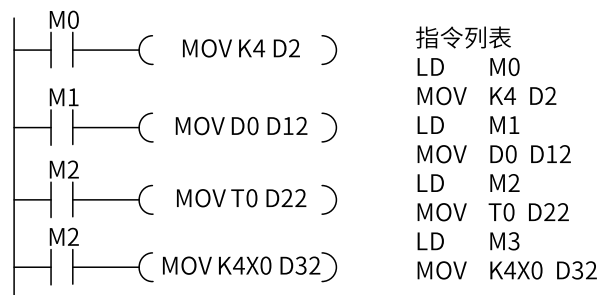 M0
MOV K4 D2
M1
MOV D0 D12
M2
MOV T0 D22
M2
MOV K4X0 D32
指令列表
LD M0
MOV K4 D2
LD M1
MOV D0 D12
LD M2
MOV T0 D22
LD M3
MOV K4X0 D32